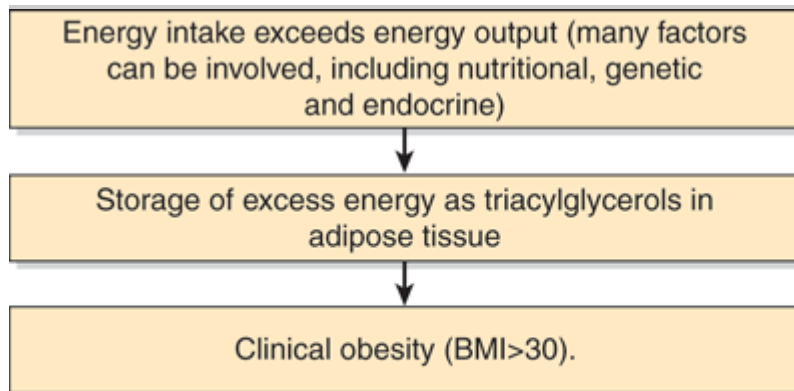 Energy intake exceeds energy output (many factors
can be involved, including nutritional, genetic
and endocrine)
Storage of excess energy as triacylglycerols in
adipose tissue
Clinical obesity (BMI>30).